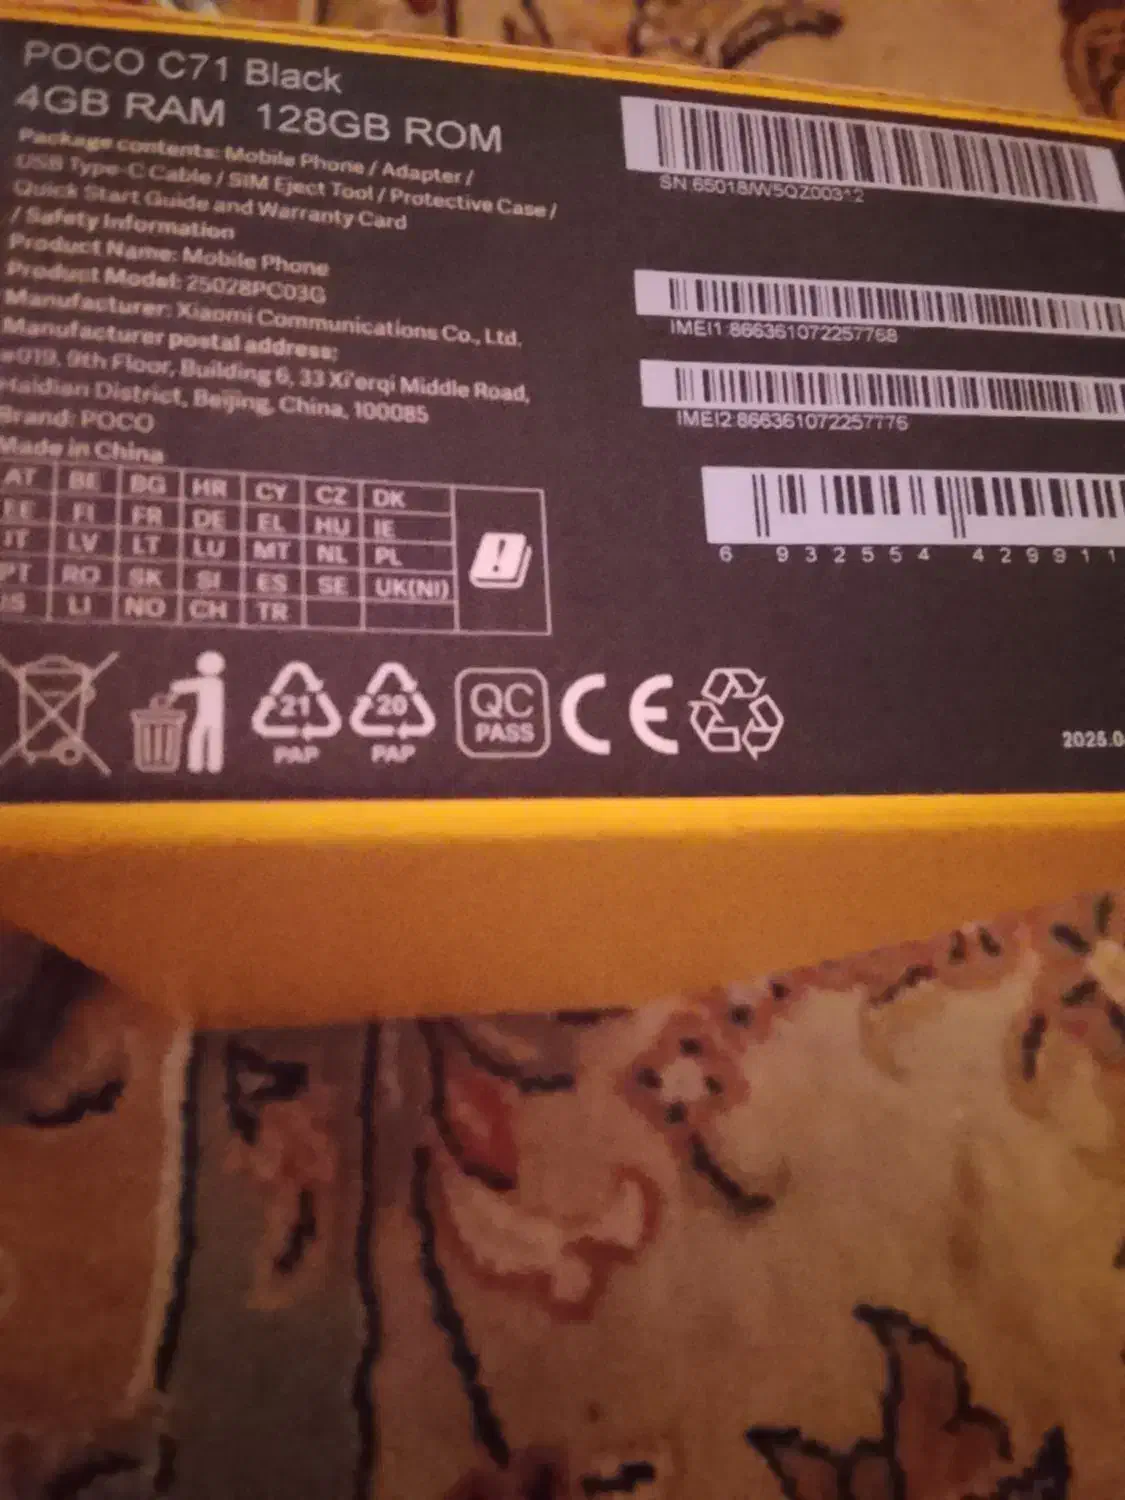 POCO C71 Black
4GB RAM 128GB ROM
Package contents: Mobile Phone / Adapter /
USB Type-C Cable / SIM Eject Tool / Protective Case /
Quick Start Guide and Warranty Card
/ Safety Information
Product Name: Mobile Phone
Product Model: 25028PC03G
Manufacturer: Xiaomi Communications Co., Ltd.
Manufacturer postal address:
#019, 9th Floor, Building 6, 33 Xi'erqi Middle Road,
Haidian District, Beijing, China, 100085
Brand: POCO
Made in China
AT BE BG HR CY CZ DK
EE FI FR DE EL HU IE
IT LV LT LU MT NL PL
PT RO SK SI ES SE UK(NI)
IS LI NO CH TR
21
PAP
20
PAP
QC
PASS
CE
IMEI1:866361072257768
IMEI2:866361072257776
6 932554 429911